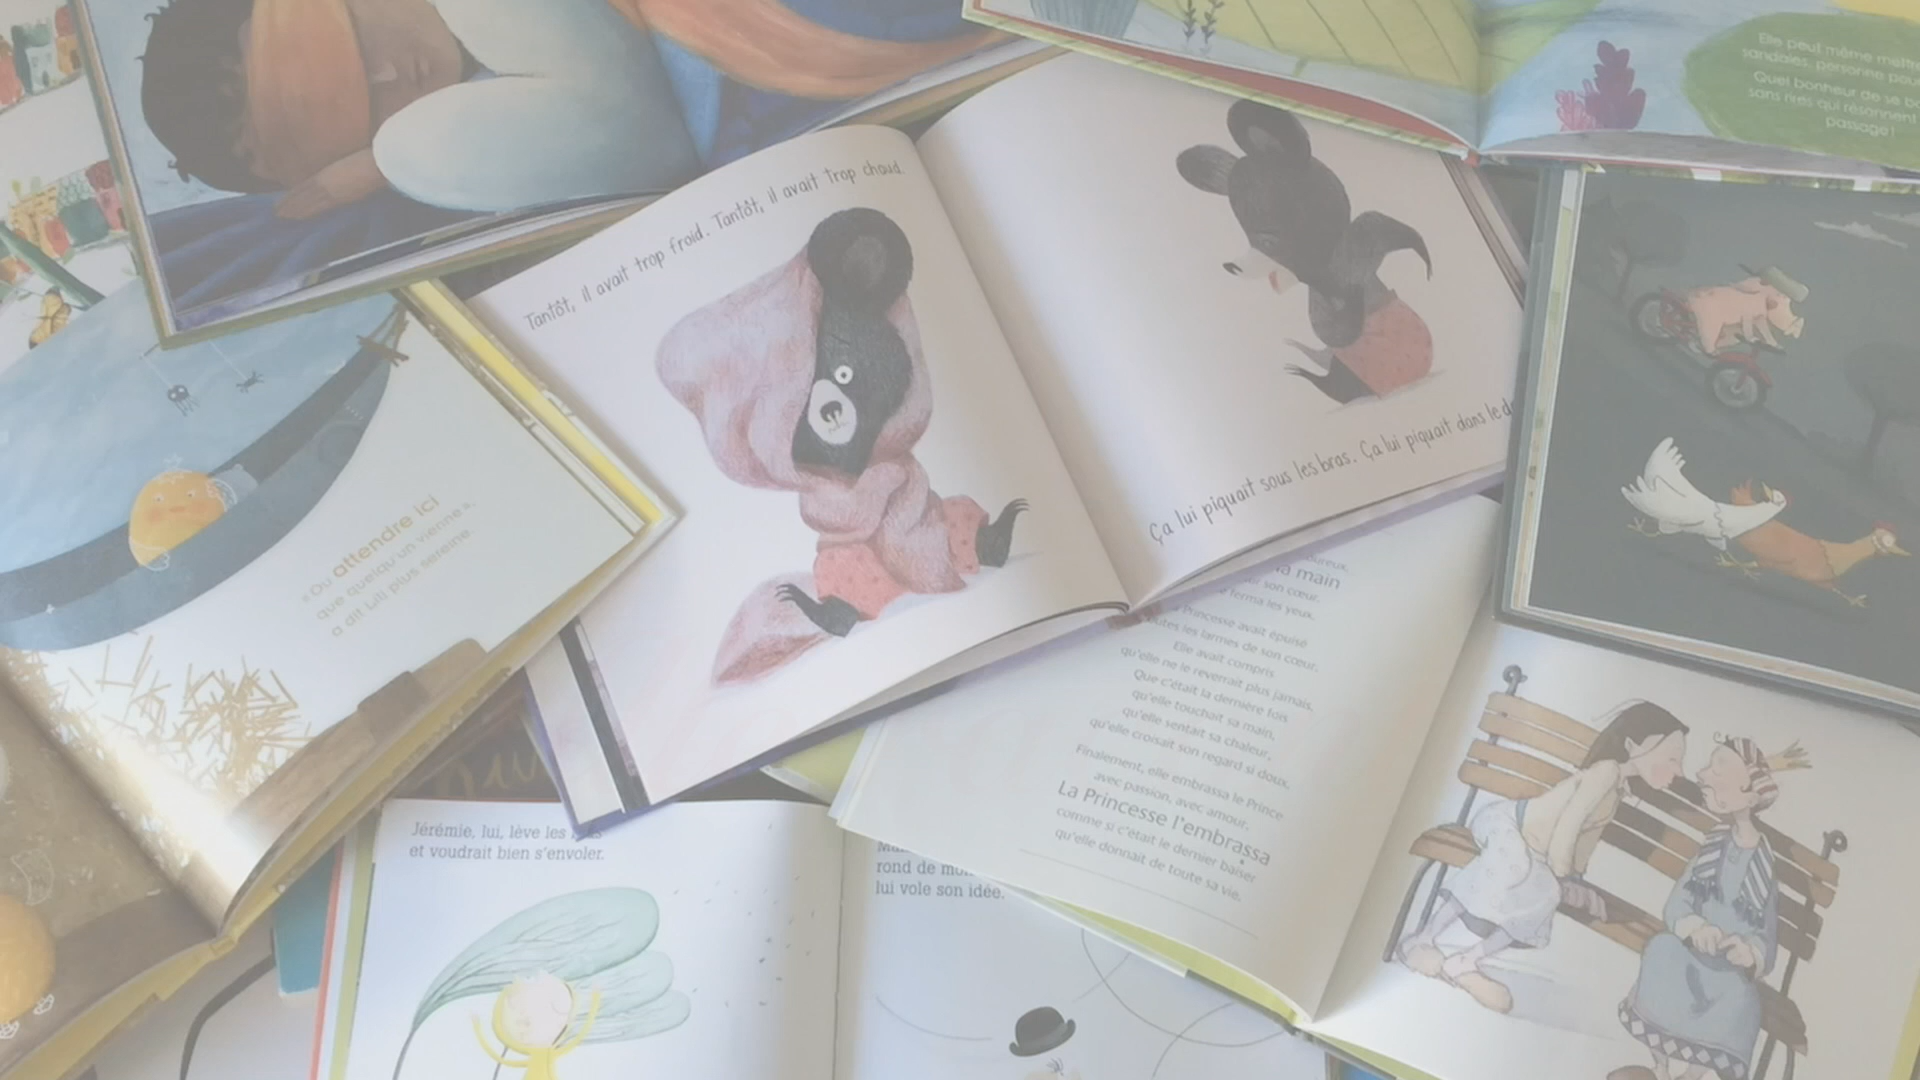 Elle peut même mettre
sandales, personne pour
Quel bonheur de se
sans rires qui résonnent
passage!
Tantôt, il avait trop froid. Tantôt, il avait trop chaud.
Ça lui piquait sous les bras. Ça lui piquait dans le
« Ou attendre ici
que quelqu'un vienne »,
a dit Lili plus sereine.
main
son cœur.
ferma les yeux.
Princesse avait épuisé
toutes les larmes de son cœur.
Elle avait compris
qu'elle ne le reverrait plus jamais,
Que c'était la dernière fois
qu'elle touchait sa main,
qu'elle sentait sa chaleur,
qu'elle croisait son regard si doux.
Finalement, elle embrassa le Prince
avec passion, avec amour,
La Princesse l'embrassa
comme si c'était le dernier baiser
qu'elle donnait de toute sa vie.
Jérémie, lui, lève les
et voudrait bien s'envoler.
rond de
lui vole son idée.